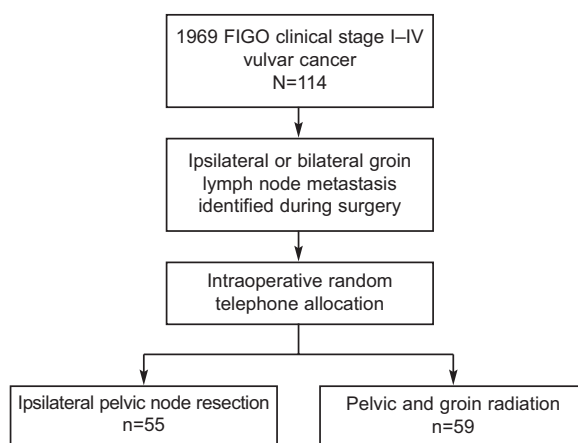 1969 FIGO clinical stage I–IV
vulvar cancer
N=114
Ipsilateral or bilateral groin
lymph node metastasis
identified during surgery
Intraoperative random
telephone allocation
Ipsilateral pelvic node resection
n=55
Pelvic and groin radiation
n=59